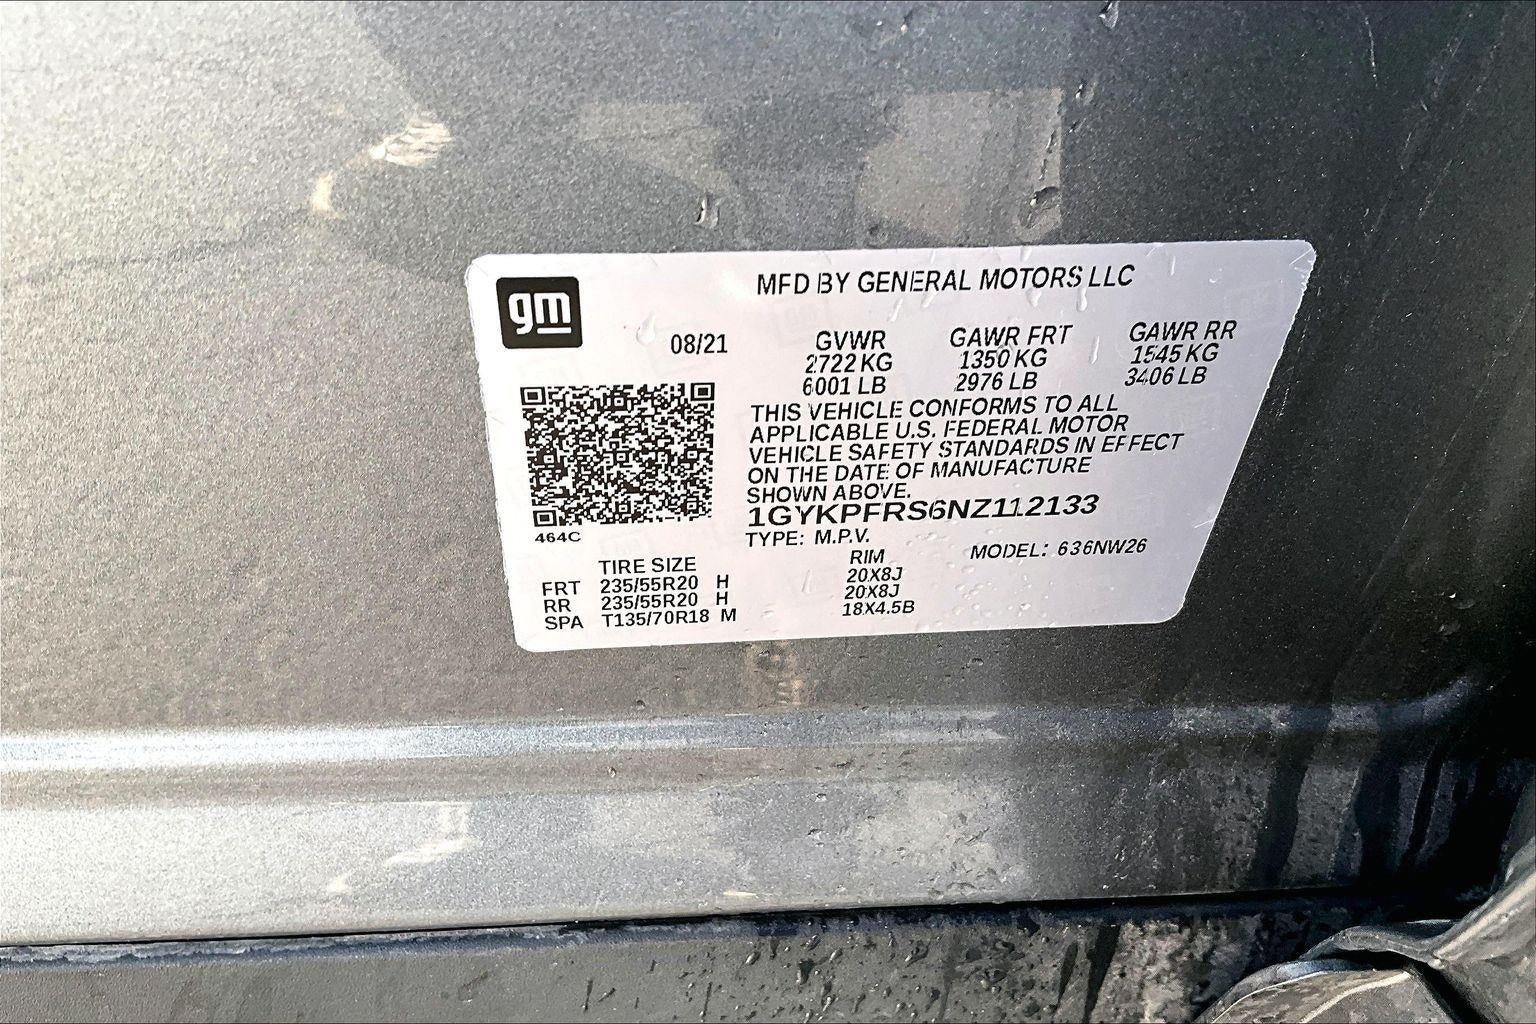 gm
MFD BY GENERAL MOTORS LLC
08/21
GVWR GAWR FRT GAWR RR
2722 KG 1350 KG 1545 KG
6001 LB 2976 LB 3406 LB
THIS VEHICLE CONFORMS TO ALL
APPLICABLE U.S. FEDERAL MOTOR
VEHICLE SAFETY STANDARDS IN EFFECT
ON THE DATE OF MANUFACTURE
SHOWN ABOVE.
1GYKPFRS6NZ112133
464C
TYPE: M.P.V. MODEL: 636NW26
TIRE SIZE RIM
FRT 235/55R20 H 20X8J
RR 235/55R20 H 20X8J
SPA T135/70R18 M 18X4.5B